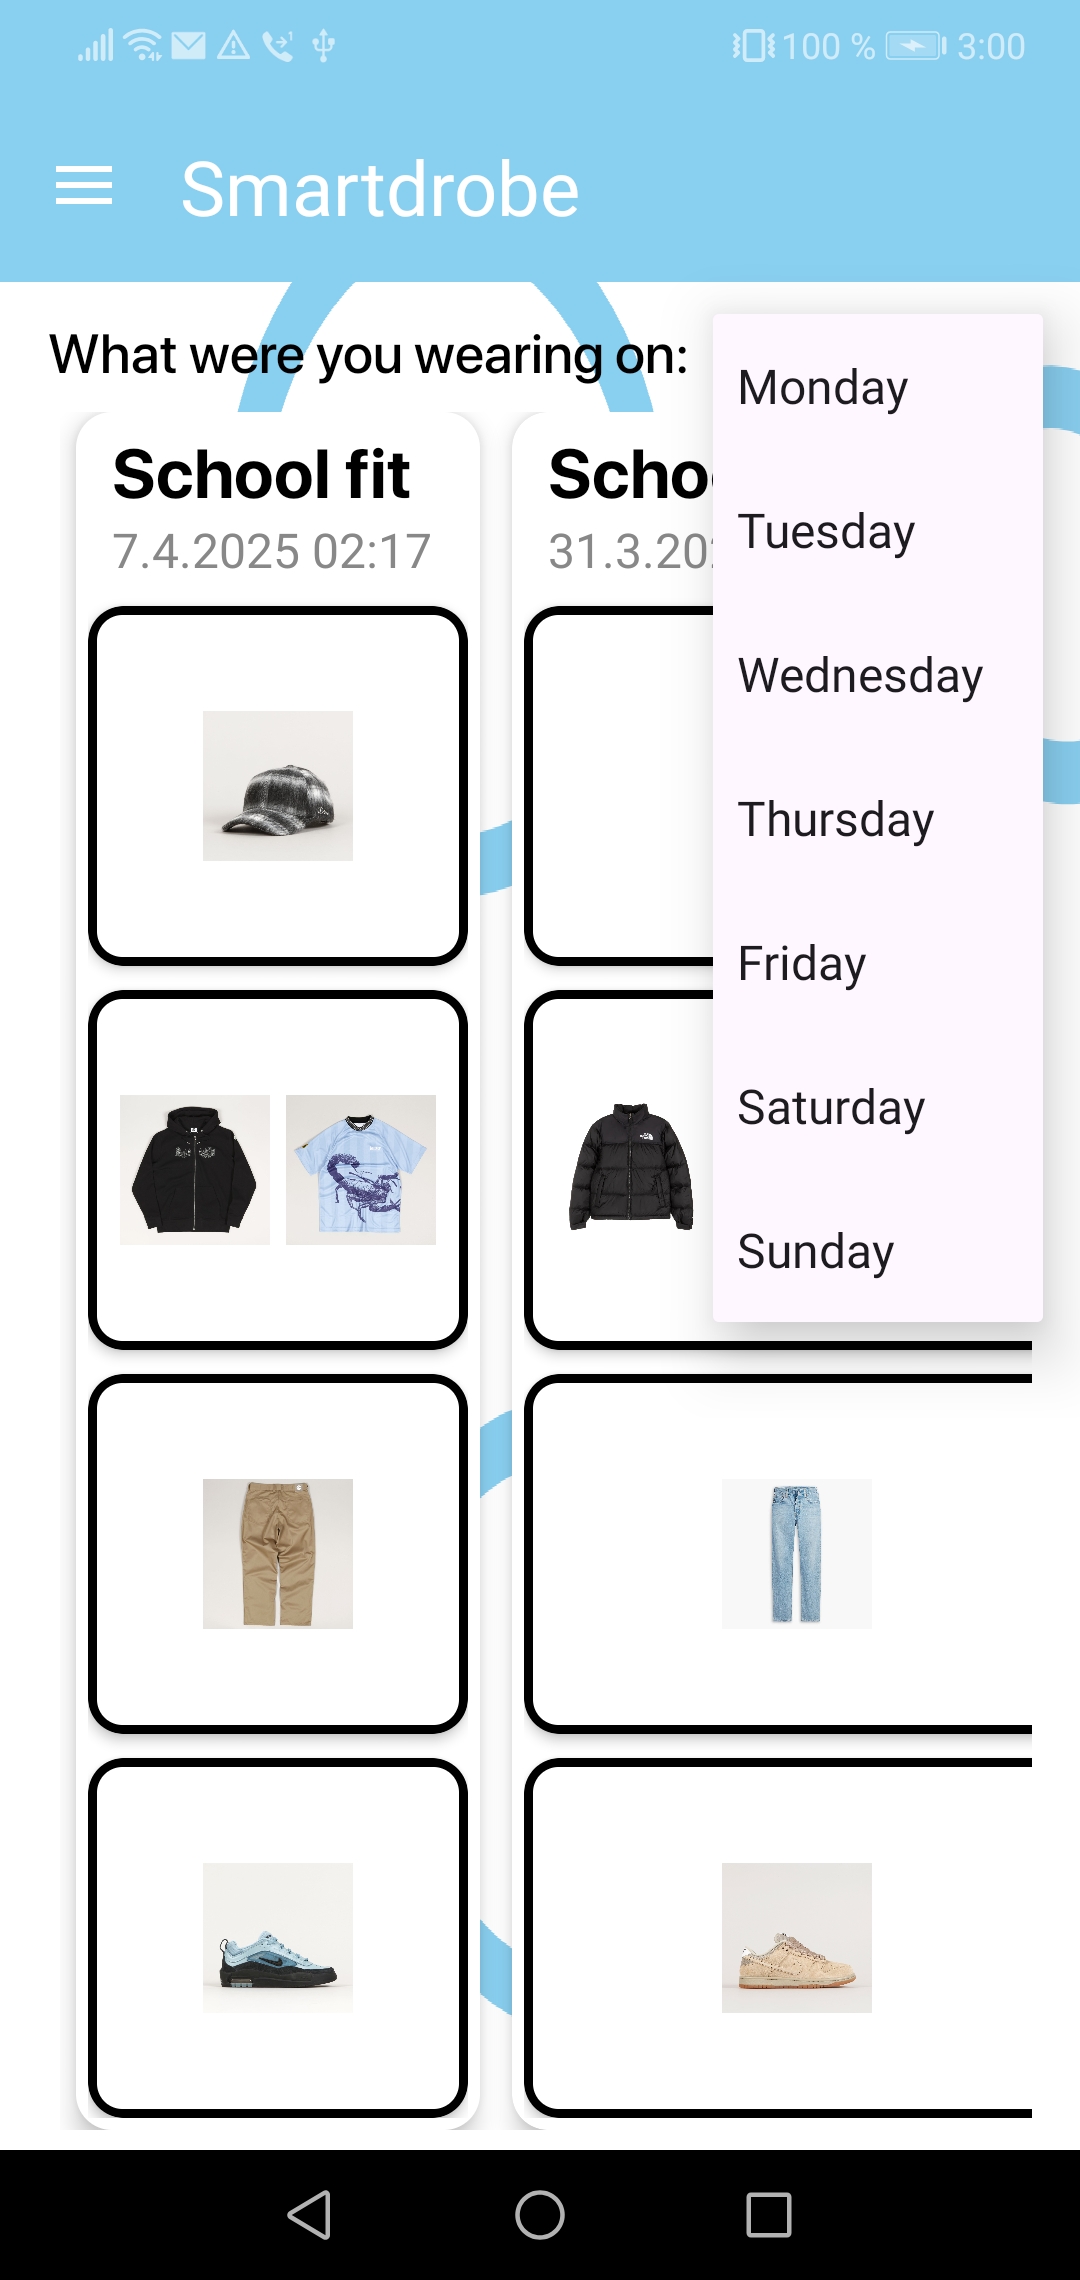 100 % 3:00
Smartdrobe
What were you wearing on:
Monday
Tuesday
Wednesday
Thursday
Friday
Saturday
Sunday
School fit
7.4.2025 02:17
Scho
31.3.20